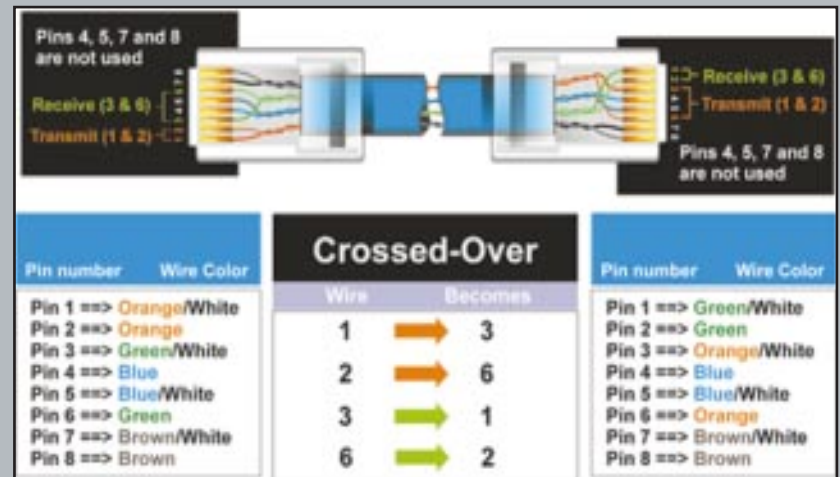 Pins 4, 5, 7 and 8
are not used
Receive (3 & 6)
Transmit (1 & 2)
Receive (3 & 6)
Transmit (1 & 2)
Pins 4, 5, 7 and 8
are not used
Pin number Wire Color
Pin 1 ==> Orange/White
Pin 2 ==> Orange
Pin 3 ==> Green/White
Pin 4 ==> Blue
Pin 5 ==> Blue/White
Pin 6 ==> Green
Pin 7 ==> Brown/White
Pin 8 ==> Brown
Crossed-Over
Wire Becomes
1 3
2 6
3 1
6 2
Pin number Wire Color
Pin 1 ==> Green/White
Pin 2 ==> Green
Pin 3 ==> Orange/White
Pin 4 ==> Blue
Pin 5 ==> Blue/White
Pin 6 ==> Orange
Pin 7 ==> Brown/White
Pin 8 ==> Brown